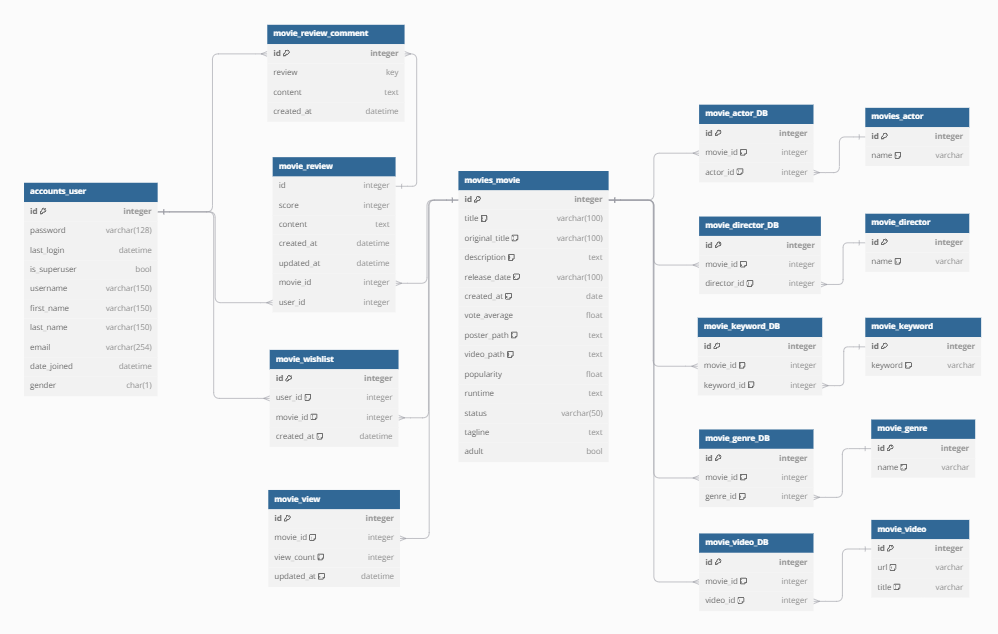 movie_review_comment
id integer
review key
content text
created_at datetime
movie_review
id integer
score integer
content text
created_at datetime
updated_at datetime
movie_id integer
user_id integer
accounts_user
id integer
password varchar(128)
last_login datetime
is_superuser bool
username varchar(150)
first_name varchar(150)
last_name varchar(150)
email varchar(254)
date_joined datetime
gender char(1)
movie_wishlist
id integer
user_id integer
movie_id integer
created_at datetime
movie_view
id integer
movie_id integer
view_count integer
updated_at datetime
movies_movie
id integer
title varchar(100)
original_title varchar(100)
description text
release_date varchar(100)
created_at date
vote_average float
poster_path text
video_path text
popularity float
runtime text
status varchar(50)
tagline text
adult bool
movie_actor_DB
id integer
movie_id integer
actor_id integer
movies_actor
id integer
name varchar
movie_director_DB
id integer
movie_id integer
director_id integer
movie_director
id integer
name varchar
movie_keyword_DB
id integer
movie_id integer
keyword_id integer
movie_keyword
id integer
keyword varchar
movie_genre_DB
id integer
movie_id integer
genre_id integer
movie_genre
id integer
name varchar
movie_video_DB
id integer
movie_id integer
video_id integer
movie_video
id integer
url varchar
title varchar